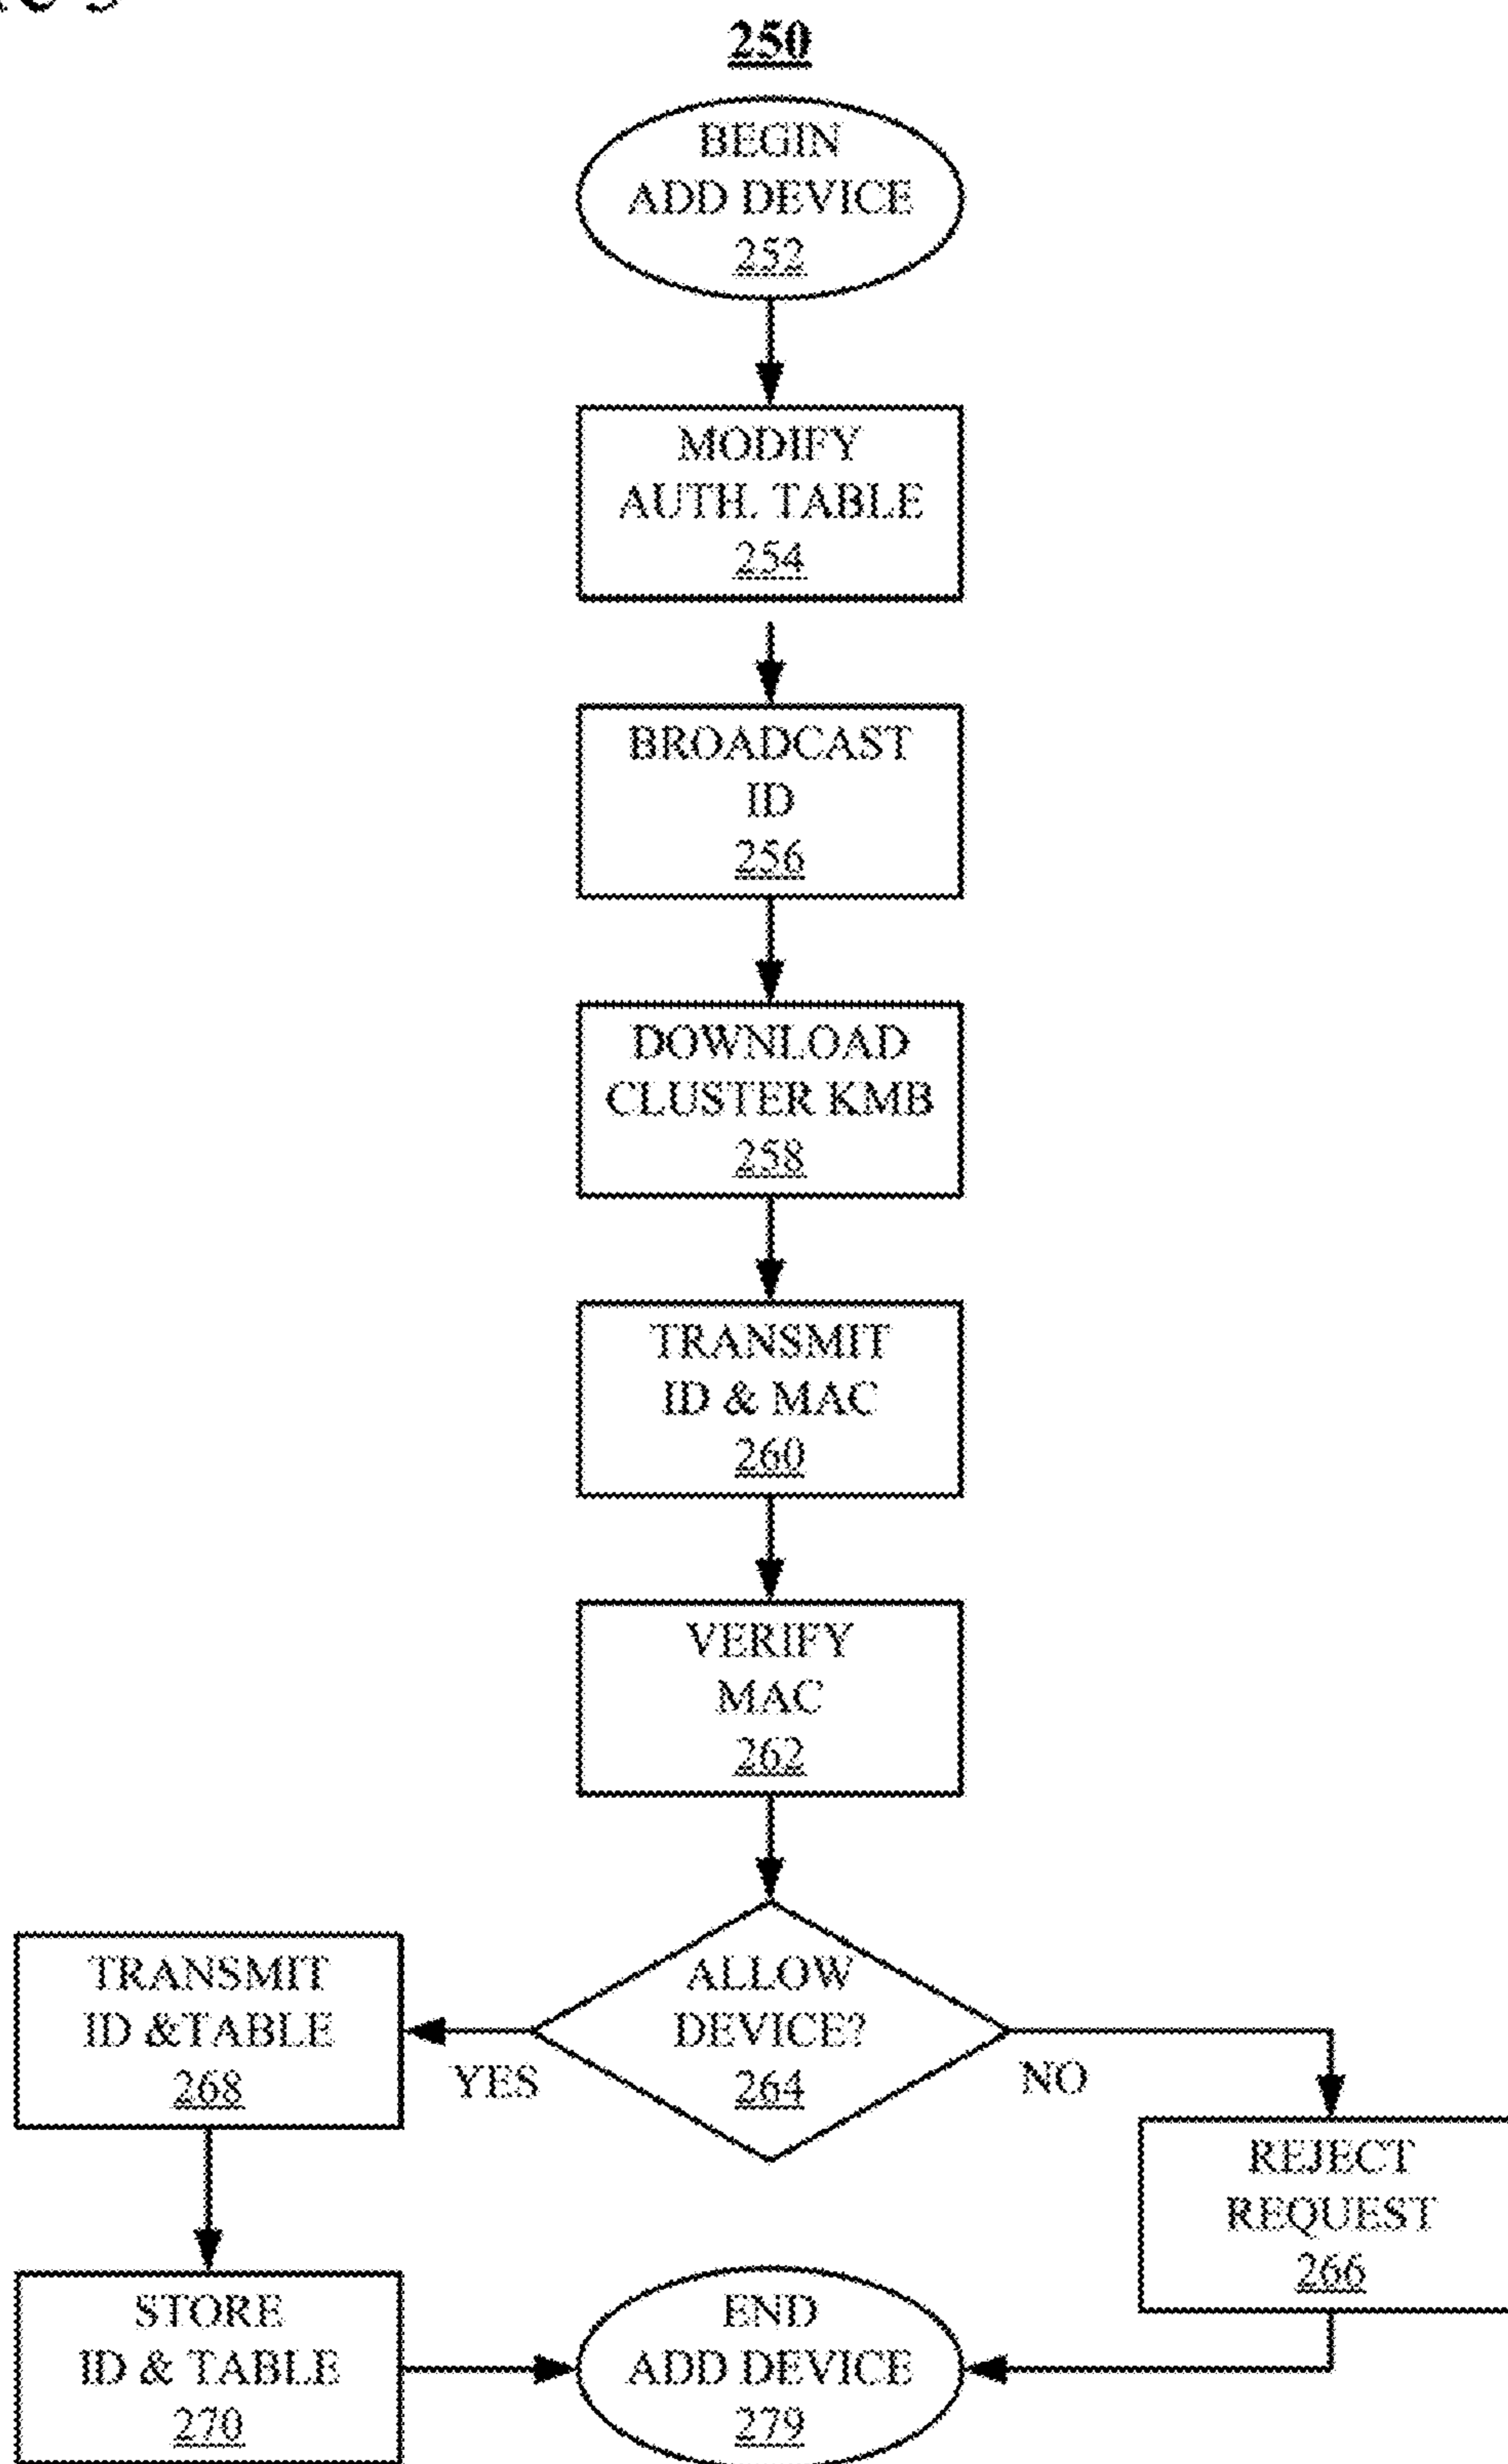 250
BEGIN
ADD DEVICE
252
MODIFY
AUTH. TABLE
254
BROADCAST
ID
256
DOWNLOAD
CLUSTER KMB
258
TRANSMIT
ID & MAC
260
VERIFY
MAC
262
ALLOW
DEVICE?
264
YES
NO
TRANSMIT
ID &TABLE
268
REJECT
REQUEST
266
STORE
ID & TABLE
270
END
ADD DEVICE
279